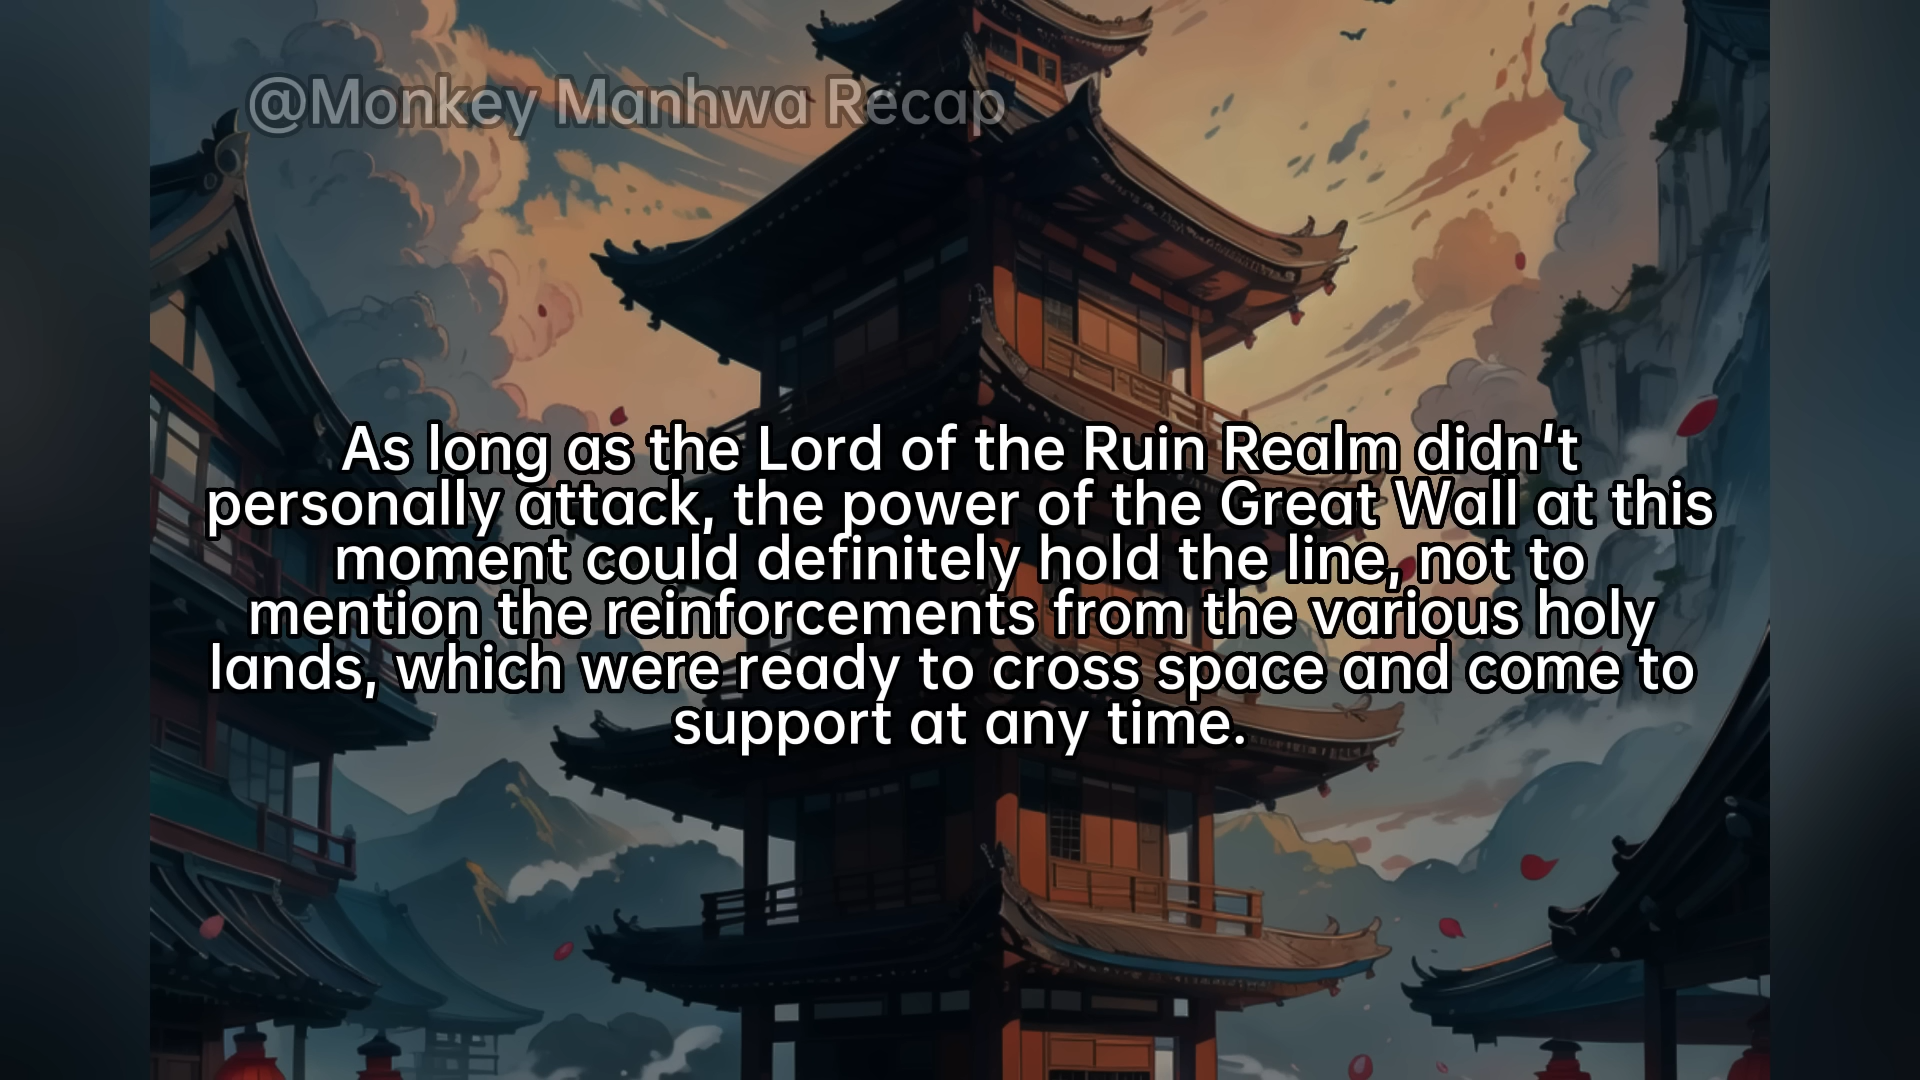 @Monkey Manhwa Recap
As long as the Lord of the Ruin Realm didn't
personally attack, the power of the Great Wall at this
moment could definitely hold the line, not to
mention the reinforcements from the various holy
lands, which were ready to cross space and come to
support at any time.